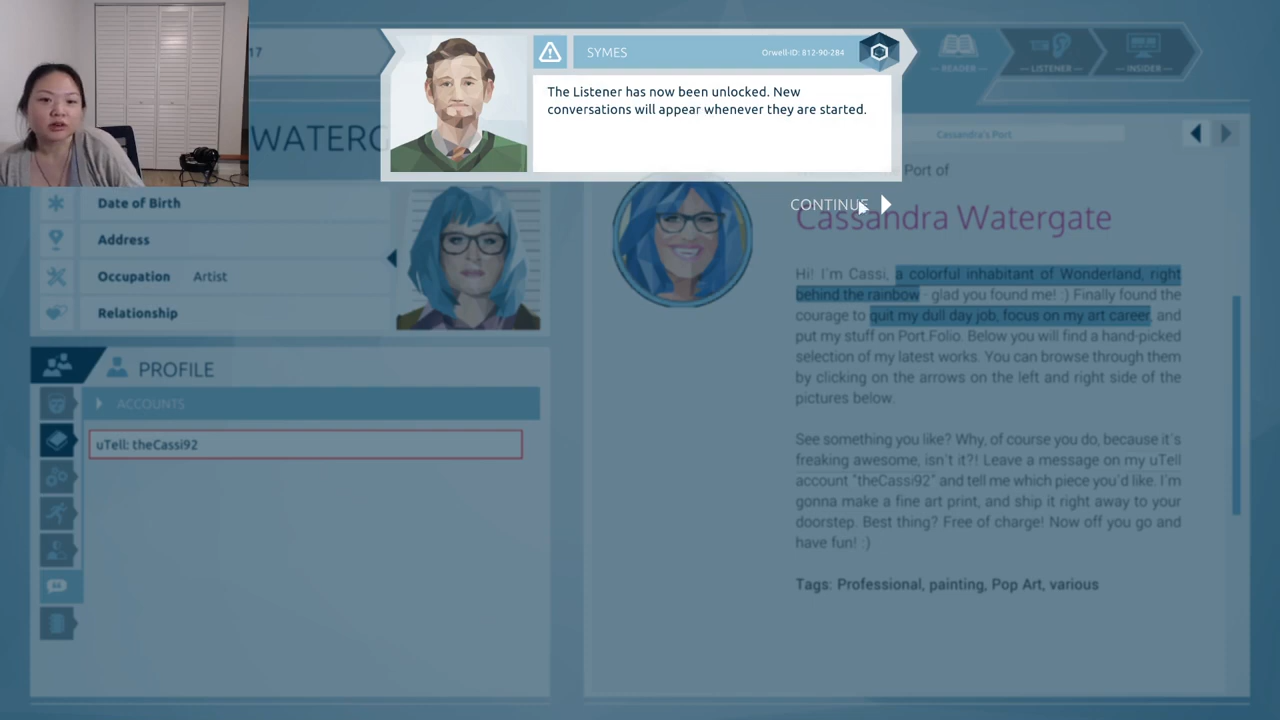 17
SYMES
Orwell-ID: 812-90-284
The Listener has now been unlocked. New
conversations will appear whenever they are started.
CONTINUE
READER
LISTENER
INSIDER
WATERG
Date of Birth
Address
Occupation Artist
Relationship
PROFILE
ACCOUNTS
uTell: theCassi92
Cassandra's Port
Port of
Cassandra Watergate
Hi! I'm Cassi, a colorful inhabitant of Wonderland, right
behind the rainbow - glad you found me! :) Finally found the
courage to quit my dull day job, focus on my art career, and
put my stuff on Port.Folio. Below you will find a hand-picked
selection of my latest works. You can browse through them
by clicking on the arrows on the left and right side of the
pictures below.
See something you like? Why, of course you do, because it's
freaking awesome, isn't it?! Leave a message on my uTell
account "theCassi92" and tell me which piece you'd like. I'm
gonna make a fine art print, and ship it right away to your
doorstep. Best thing? Free of charge! Now off you go and
have fun! :)
Tags: Professional, painting, Pop Art, various